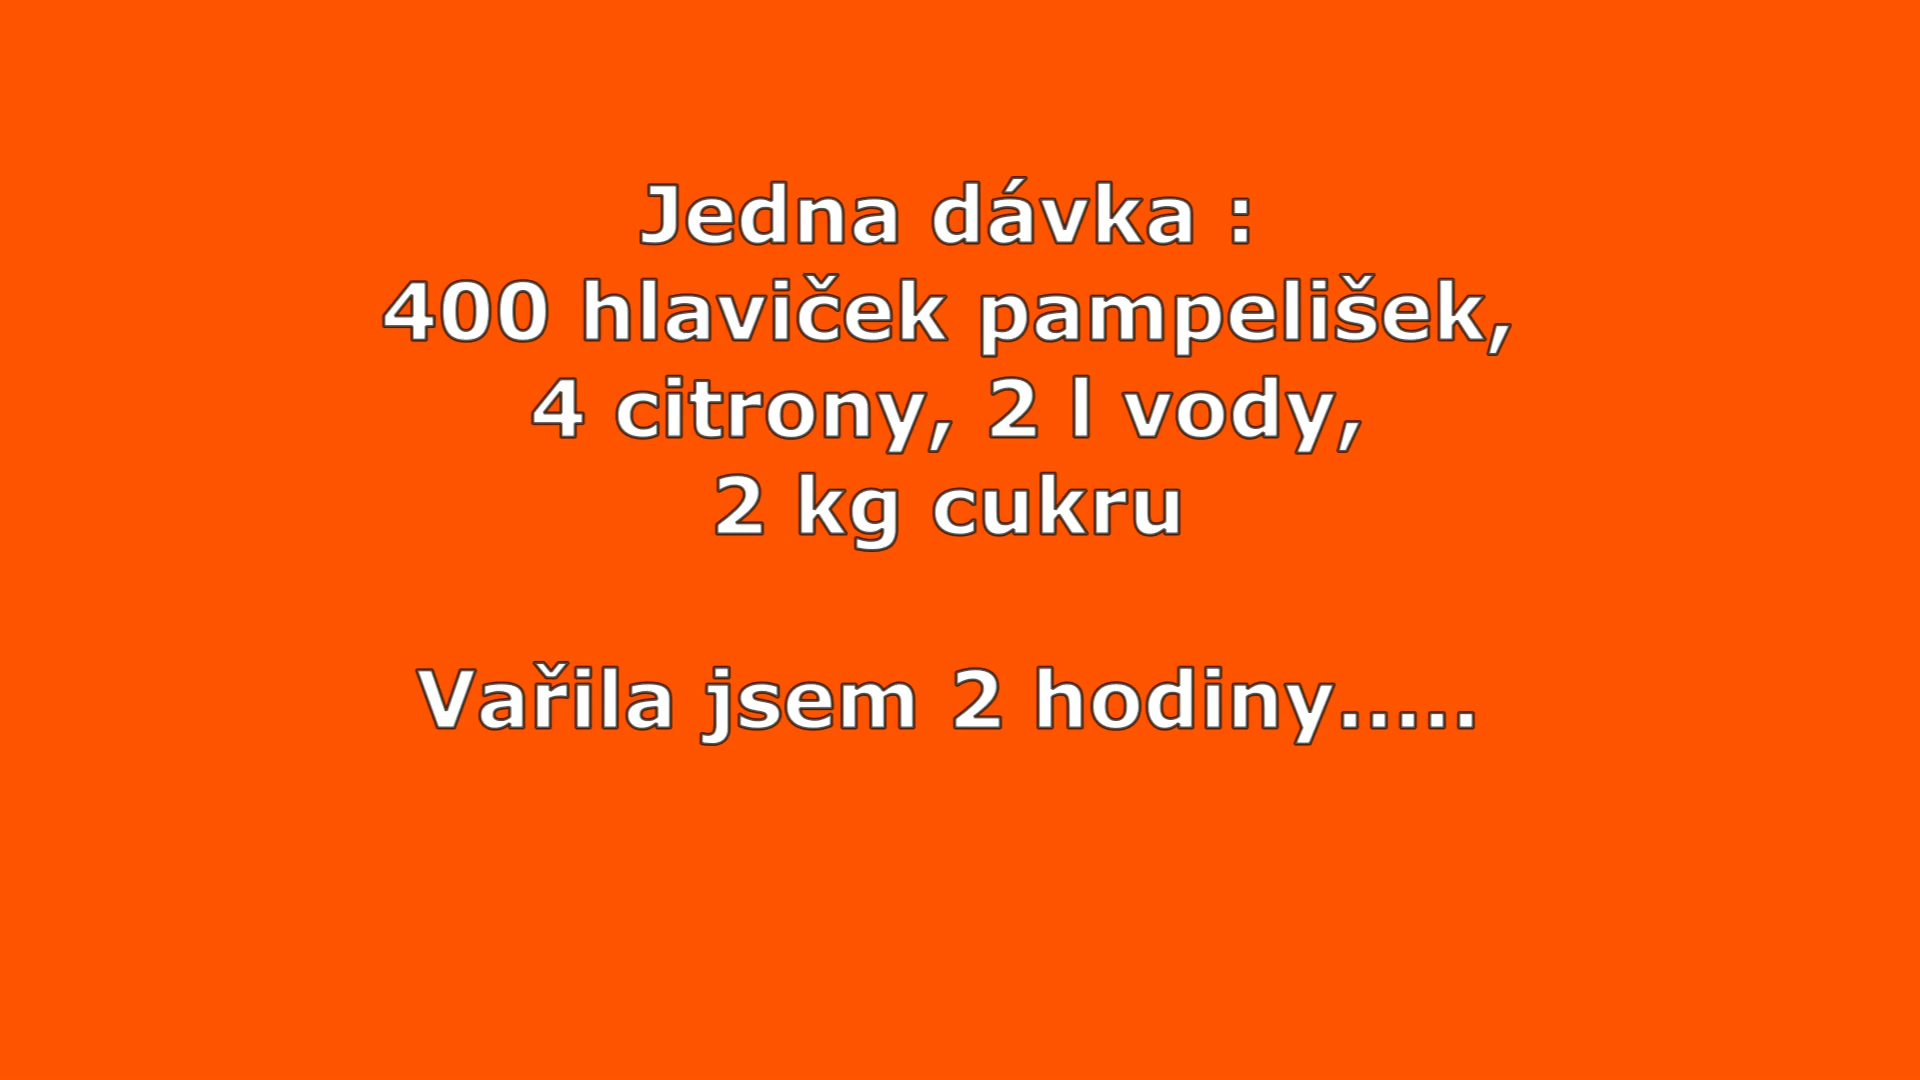 Jedna dávka :
400 hlaviček pampelišek,
4 citrony, 2 l vody,
2 kg cukru
Vařila jsem 2 hodiny.....